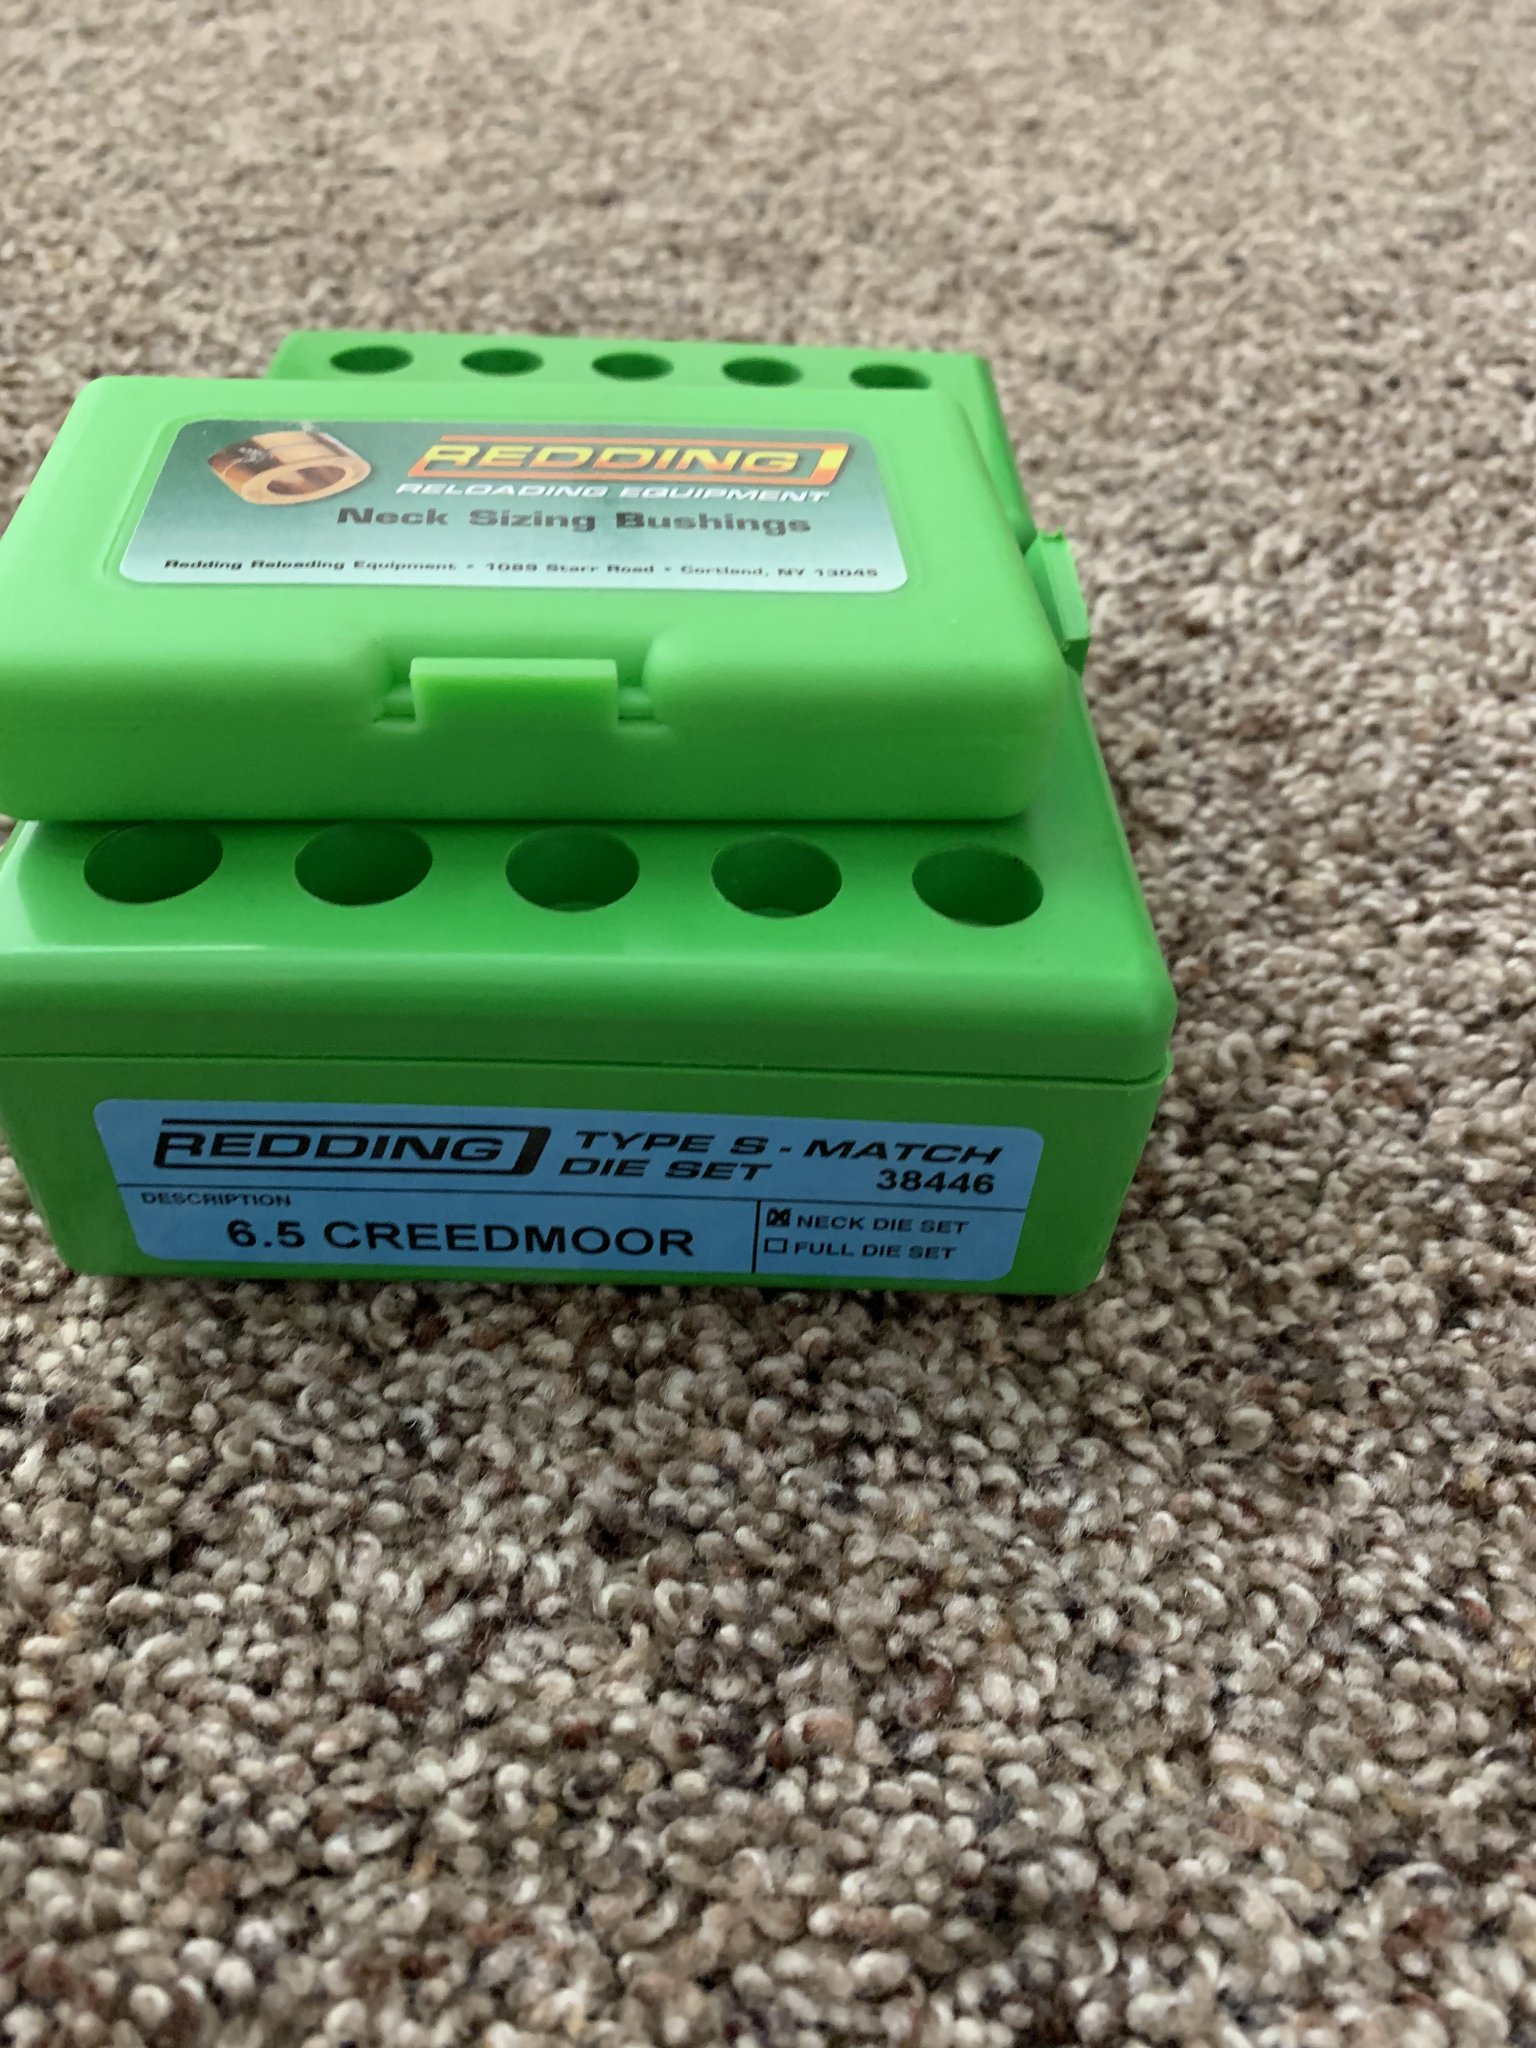 REDDING
RELOADING EQUIPMENT
Neck Sizing Bushings
Redding Reloading Equipment • 1089 Starr Road • Cortland, NY 13045
REDDING TYPE S - MATCH
DIE SET 38446
DESCRIPTION
6.5 CREEDMOOR
NECK DIE SET
FULL DIE SET